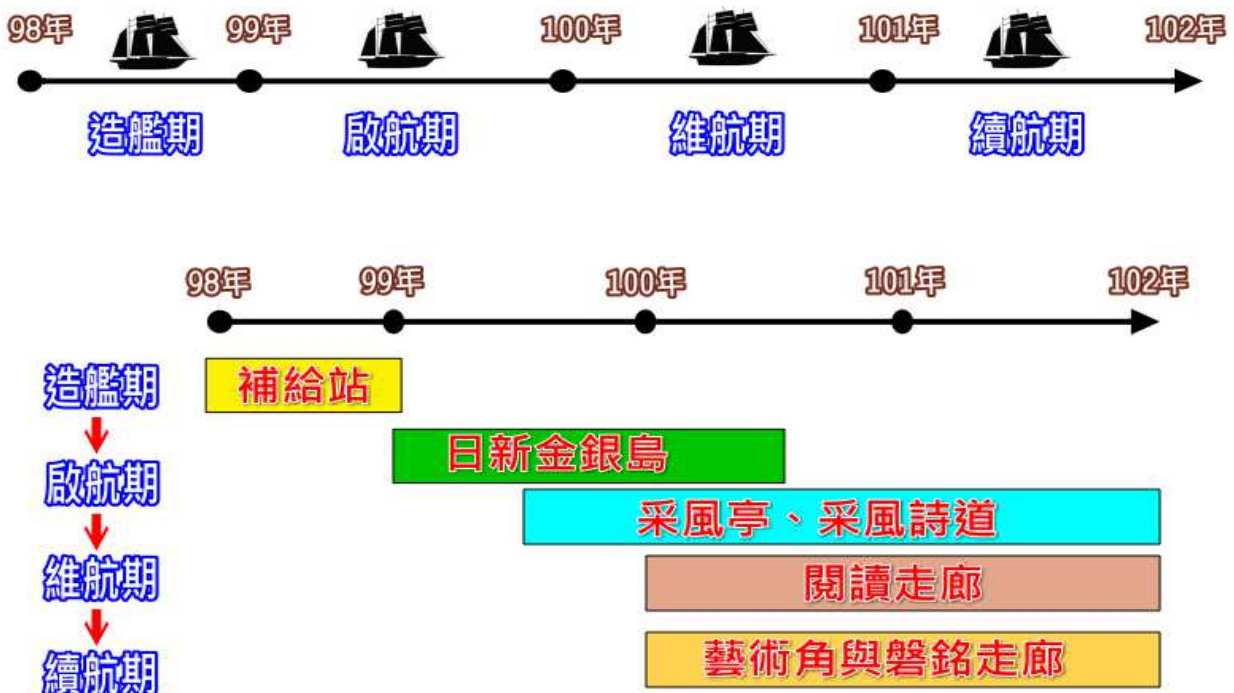 98年 99年 100年 101年 102年
造艦期 啟航期 維航期 續航期
98年 99年 100年 101年 102年
造艦期 補給站
日新金銀島
啟航期
采風亭、采風詩道
維航期 閱讀走廊
續航期 藝術角與磐銘走廊